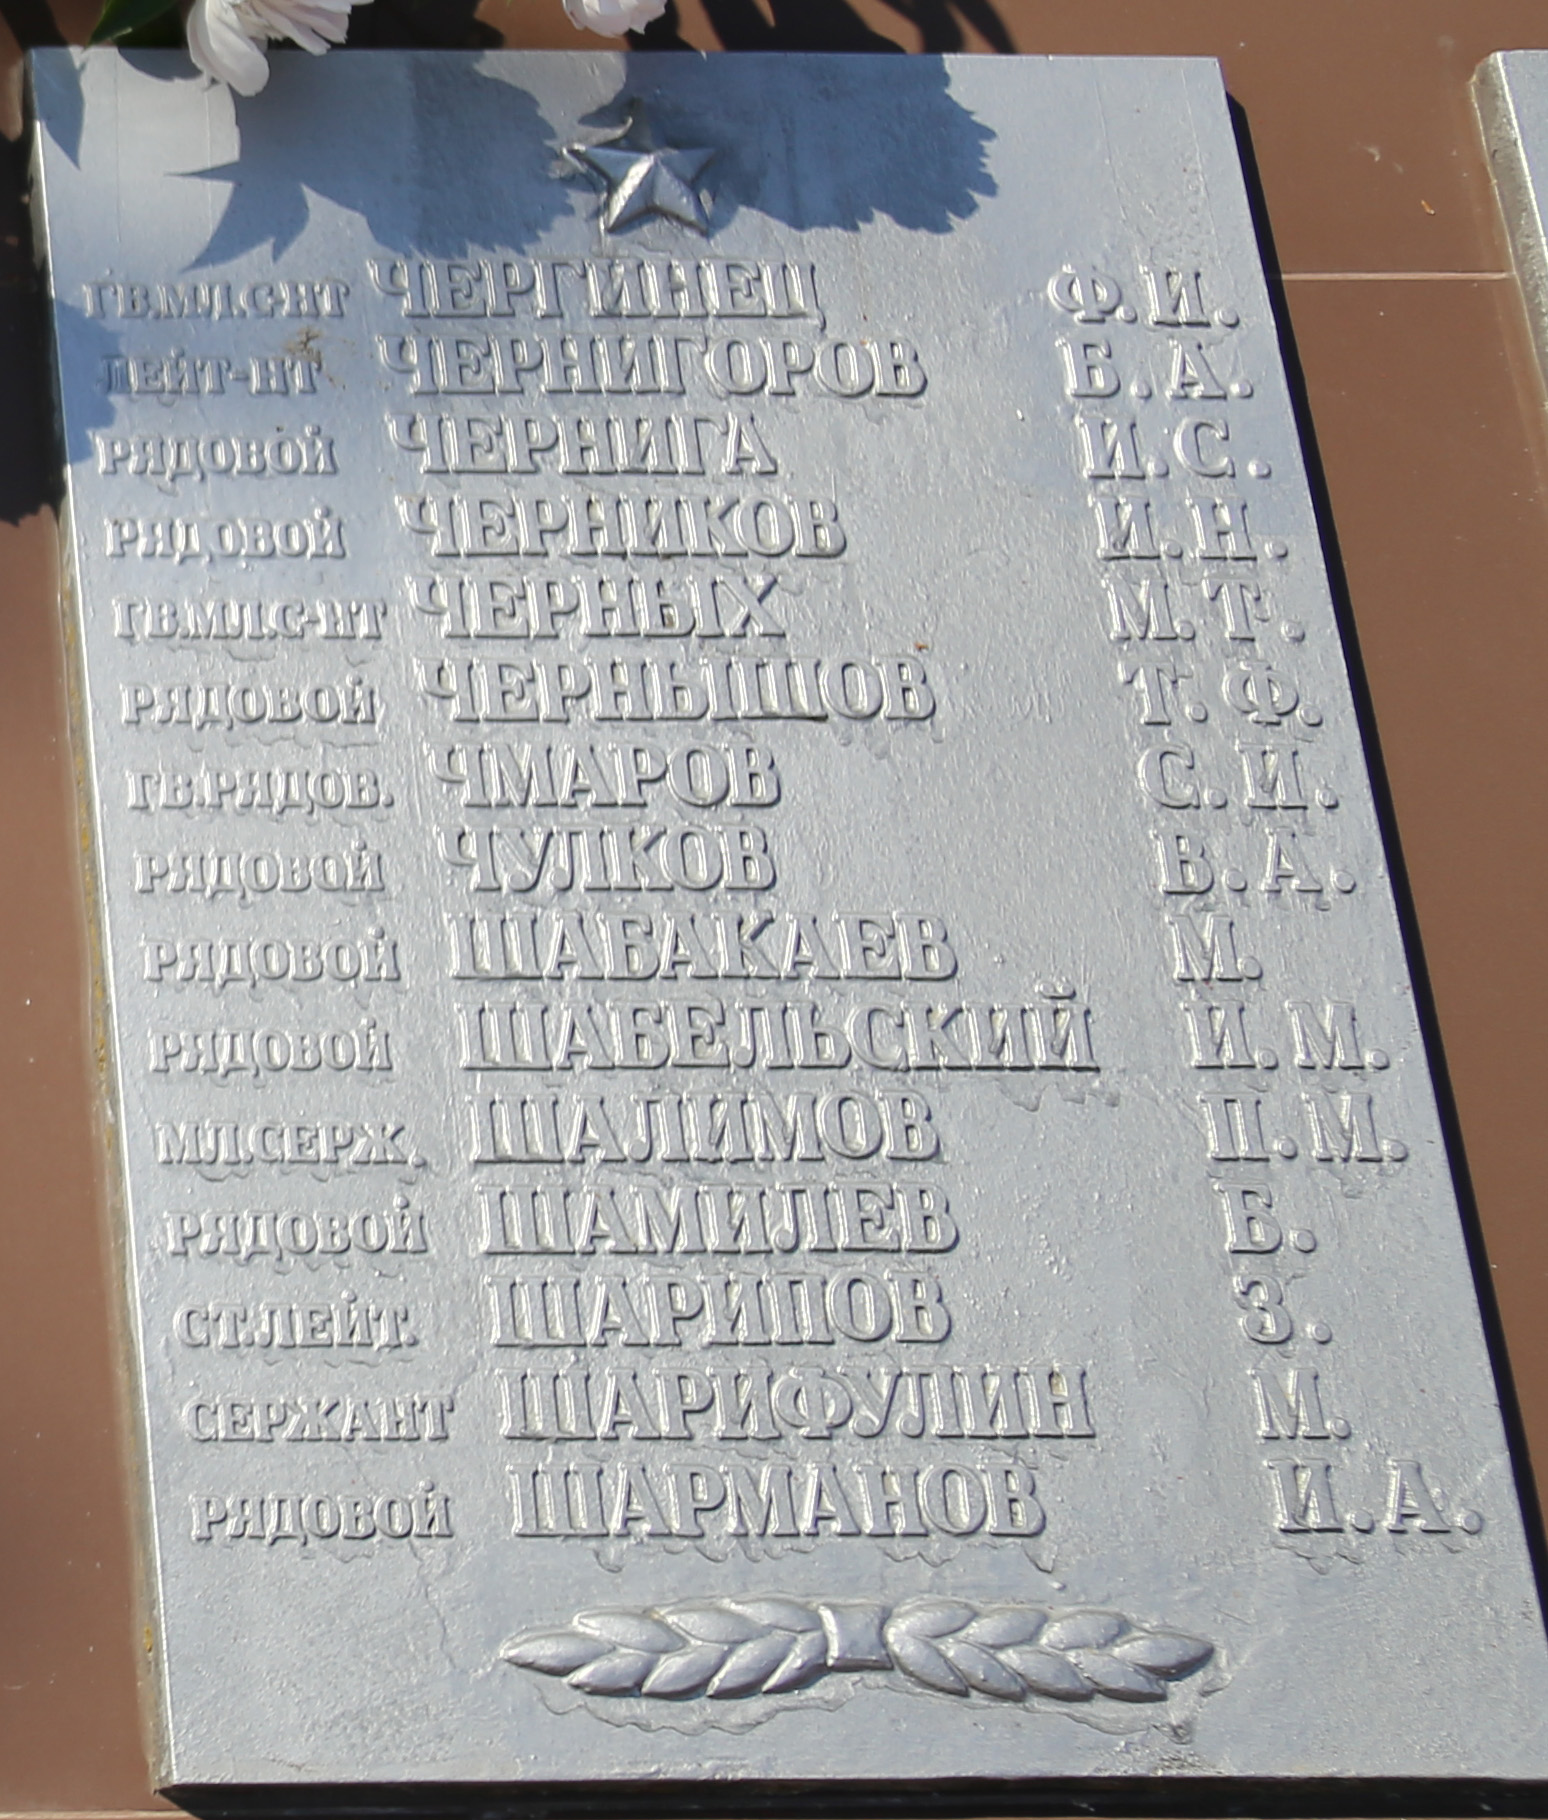 ГВ.МЛ.С-НТ ЧЕРГИНЕЦ Ф.И.
ЛЕЙТ-НТ ЧЕРНИГОРОВ Б.А.
РЯДОВОЙ ЧЕРНИГА И.С.
РЯДОВОЙ ЧЕРНИКОВ И.Н.
ГВ.МЛ.С-НТ ЧЕРНЫХ М.Т.
РЯДОВОЙ ЧЕРНЫШОВ Т.Ф.
ГВ.РЯДОВ. ЧМАРОВ С.И.
РЯДОВОЙ ЧУЛКОВ В.А.
РЯДОВОЙ ШАБАКАЕВ М.
РЯДОВОЙ ШАБЕЛЬСКИЙ И.М.
МЛ.СЕРЖ. ШАЛИМОВ П.М.
РЯДОВОЙ ШАМИЛЕВ Б.
СТ.ЛЕЙТ. ШАРИПОВ З.
СЕРЖАНТ ШАРИФУЛИН М.
РЯДОВОЙ ШАРМАНОВ И.А.